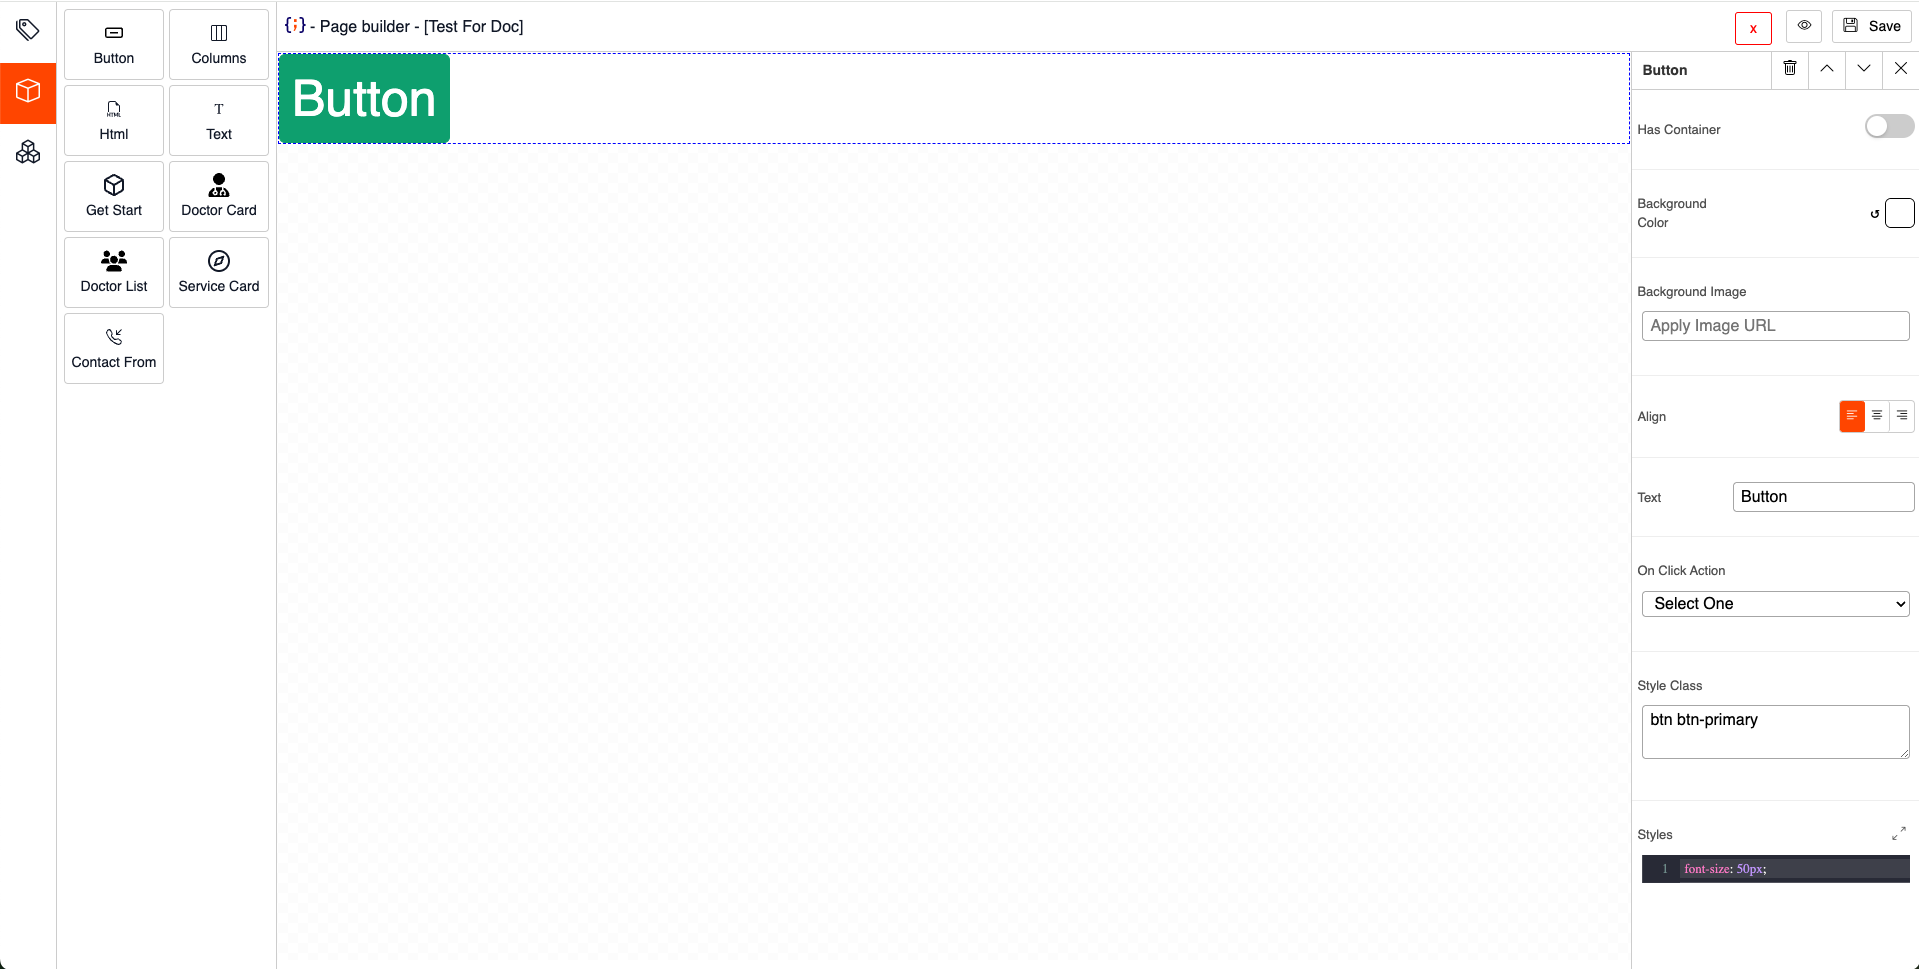 Button
Columns
HTML
Html
T
Text
Get Start
Doctor Card
Doctor List
Service Card
Contact From
{;} - Page builder - [Test For Doc]
x
Save
Button
Button
Has Container
Background
Color
Background Image
Apply Image URL
Align
Text
Button
On Click Action
Select One
Style Class
btn btn-primary
Styles
1 font-size: 50px;